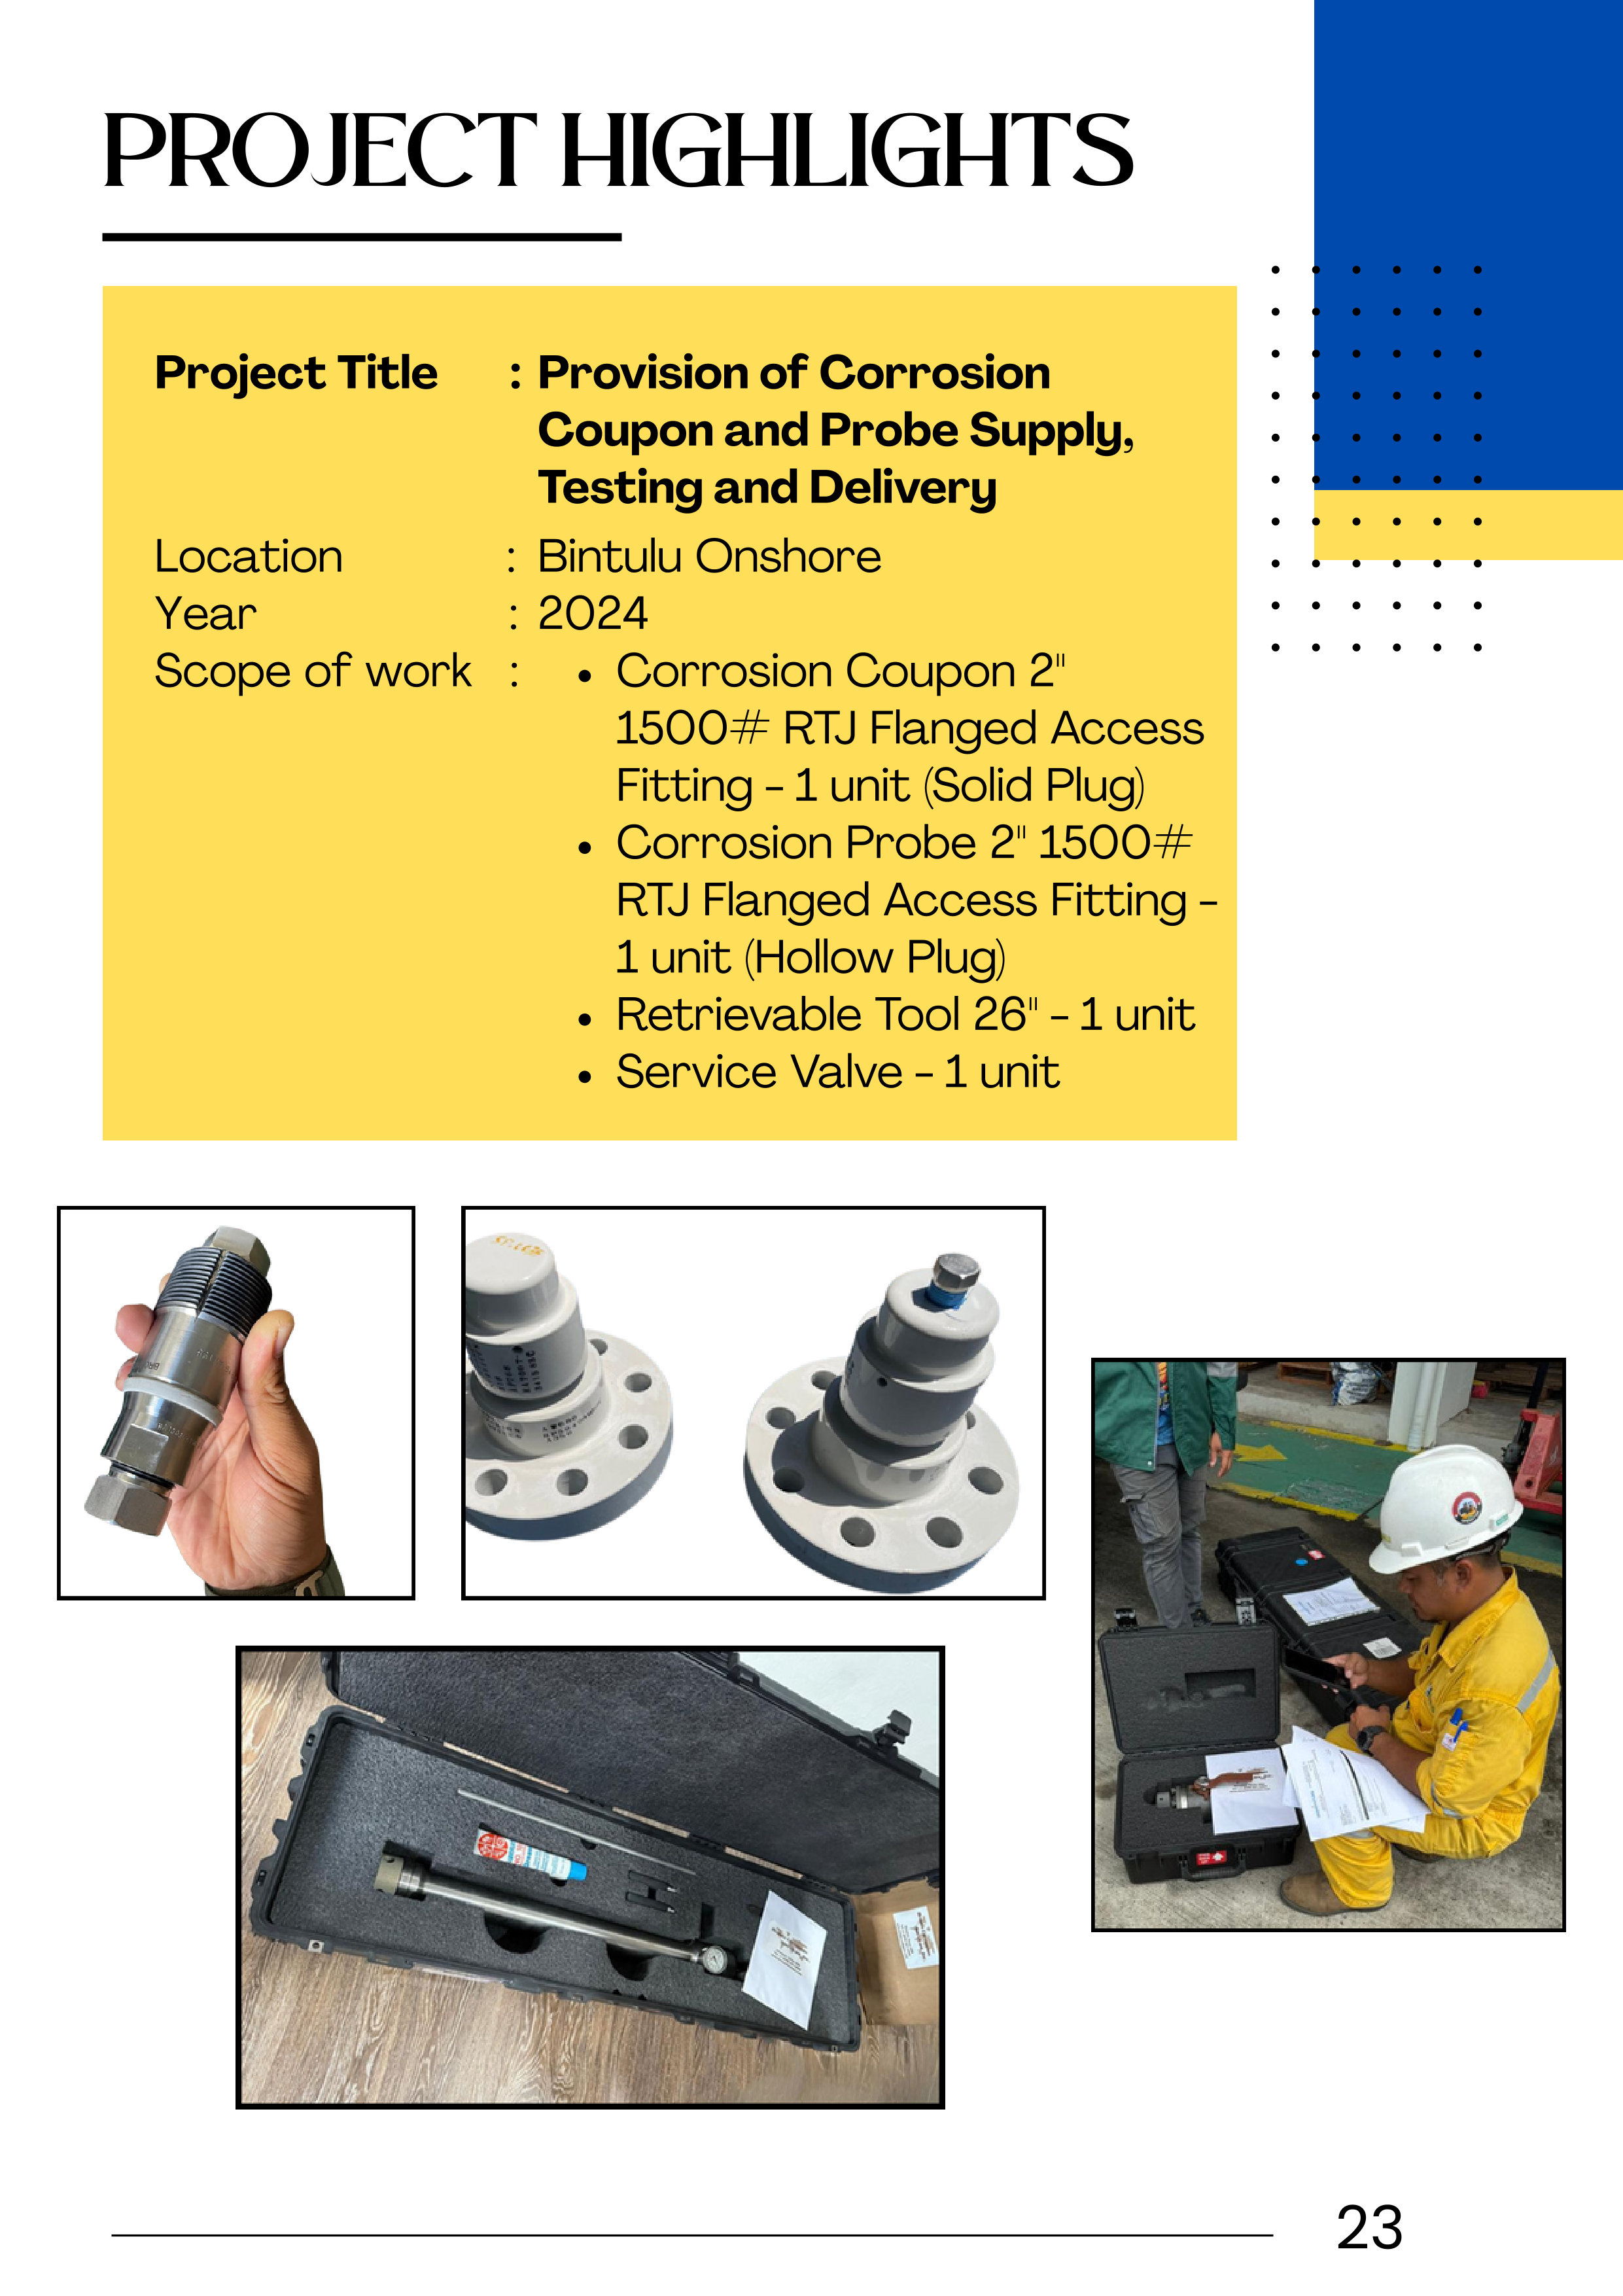 PROJECT HIGHLIGHTS
Project Title : Provision of Corrosion
Coupon and Probe Supply,
Testing and Delivery
Location : Bintulu Onshore
Year : 2024
Scope of work : • Corrosion Coupon 2"
1500# RTJ Flanged Access
Fitting - 1 unit (Solid Plug)
• Corrosion Probe 2" 1500#
RTJ Flanged Access Fitting -
1 unit (Hollow Plug)
• Retrievable Tool 26" - 1 unit
• Service Valve - 1 unit
23